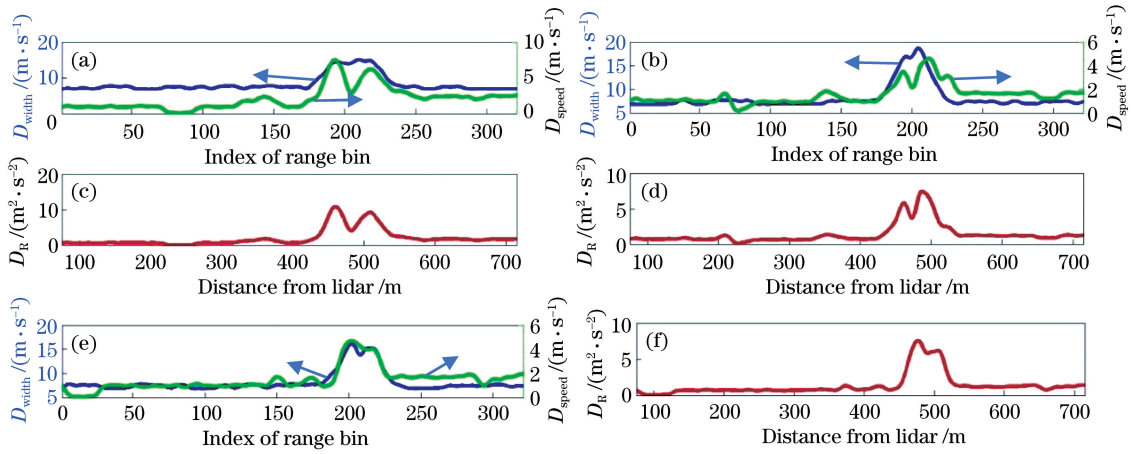 (a)
D_width /(m · s⁻¹)
20
10
0
50 100 150 200 250 300
Index of range bin
10
5
0
D_speed /(m · s⁻¹)
(b)
D_width /(m · s⁻¹)
20
15
10
5
0 50 100 150 200 250 300
Index of range bin
6
4
2
0
D_speed /(m · s⁻¹)
(c)
D_R /(m² · s⁻²)
20
10
0
100 200 300 400 500 600 700
Distance from lidar /m
(d)
D_R /(m² · s⁻²)
10
5
0
100 200 300 400 500 600 700
Distance from lidar /m
(e)
D_width /(m · s⁻¹)
20
15
10
5
0 50 100 150 200 250 300
Index of range bin
6
4
2
0
D_speed /(m · s⁻¹)
(f)
D_R /(m² · s⁻²)
10
5
0
100 200 300 400 500 600 700
Distance from lidar /m